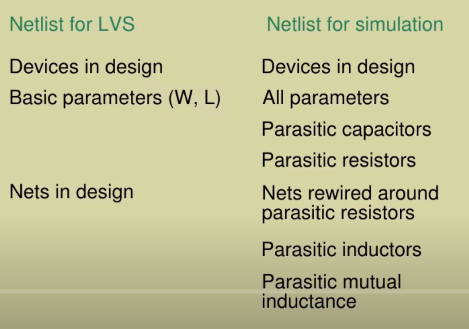 Netlist for LVS
Netlist for simulation
Devices in design
Devices in design
Basic parameters (W, L)
All parameters
Parasitic capacitors
Parasitic resistors
Nets in design
Nets rewired around
parasitic resistors
Parasitic inductors
Parasitic mutual
inductance